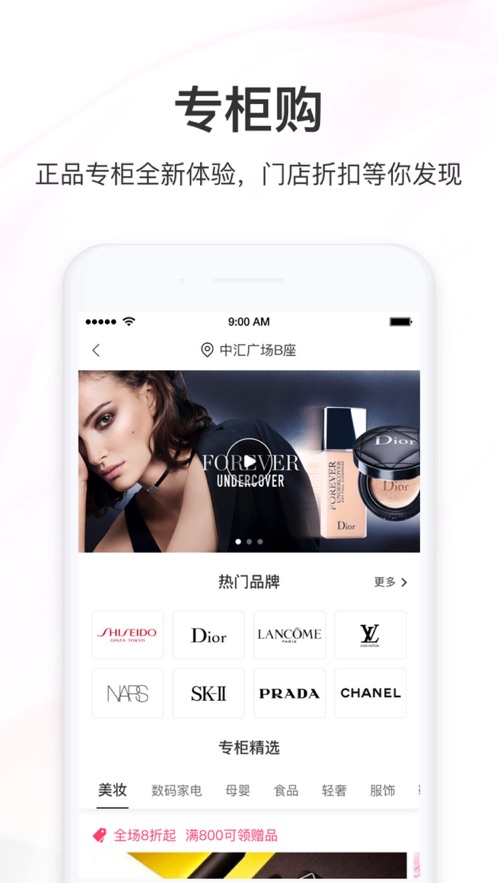 专柜购
正品专柜全新体验，门店折扣等你发现
9:00 AM
中汇广场B座
FOREVER
UNDERCOVER
Dior
FOREVER
UNDERCOVER
Dior
Dior
热门品牌
更多
SHISEIDO
GINZA TOKYO
Dior
LANCÔME
PARIS
LV
LOUIS VUITTON
NARS
SK-II
PRADA
CHANEL
专柜精选
美妆 数码家电 母婴 食品 轻奢 服饰
全场8折起 满800可领赠品